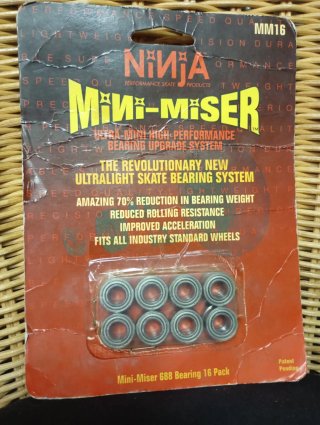 MM16
NiNJA
PERFORMANCE SKATE PRODUCTS
MiNi-MiSER
ULTRA-MINI HIGH-PERFORMANCE
BEARING UPGRADE SYSTEM
THE REVOLUTIONARY NEW
ULTRALIGHT SKATE BEARING SYSTEM
AMAZING 70% REDUCTION IN BEARING WEIGHT
REDUCED ROLLING RESISTANCE
IMPROVED ACCELERATION
FITS ALL INDUSTRY STANDARD WHEELS
Mini-Miser 688 Bearing 16 Pack
Patent
Pending